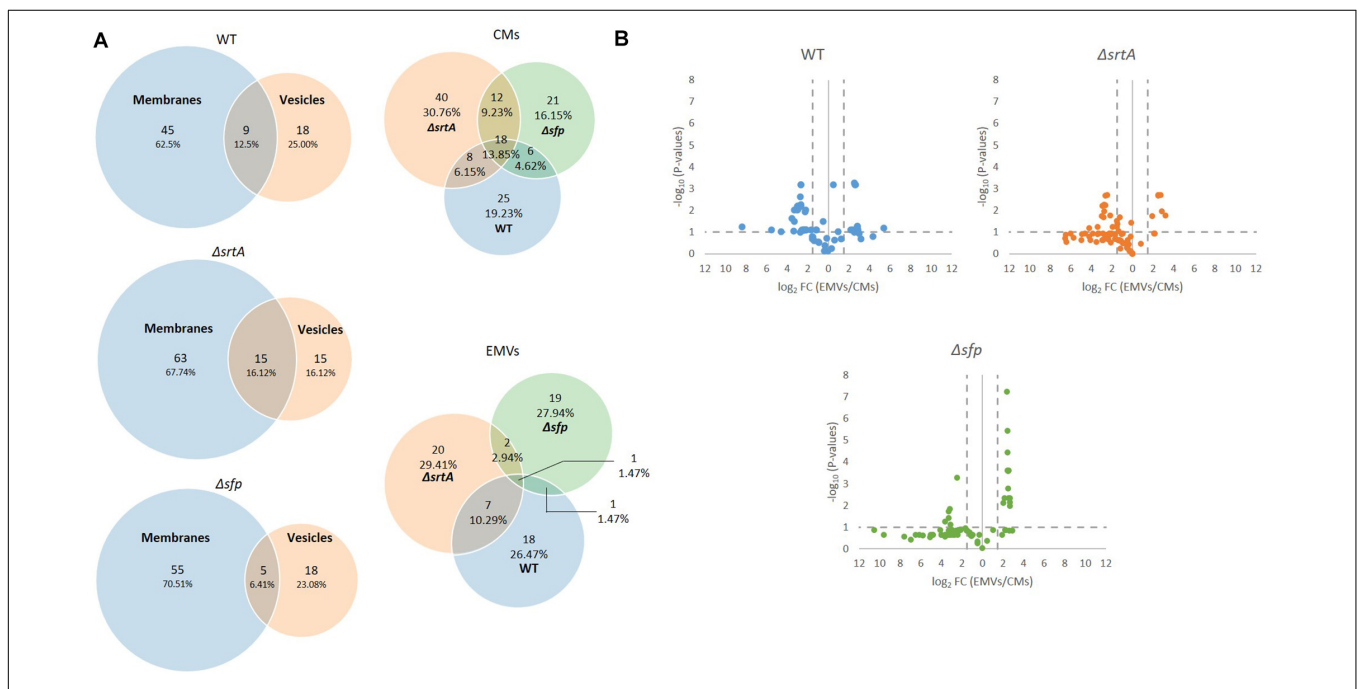 A
WT
Membranes
45
62.5%
9
12.5%
Vesicles
18
25.00%
ΔsrtA
Membranes
63
67.74%
15
16.12%
Vesicles
15
16.12%
Δsfp
Membranes
55
70.51%
5
6.41%
Vesicles
18
23.08%
CMs
40
30.76%
ΔsrtA
12
9.23%
21
16.15%
Δsfp
18
13.85%
8
6.15%
6
4.62%
25
19.23%
WT
EMVs
19
27.94%
Δsfp
20
29.41%
ΔsrtA
2
2.94%
1
1.47%
1
1.47%
7
10.29%
18
26.47%
WT
B
WT
8
7
6
5
4
3
2
1
0
-log10 (P-values)
12 10 8 6 4 2 0 2 4 6 8 10 12
log2 FC (EMVs/CMs)
ΔsrtA
8
7
6
5
4
3
2
1
0
-log10 (P-values)
12 10 8 6 4 2 0 2 4 6 8 10 12
log2 FC (EMVs/CMs)
Δsfp
8
7
6
5
4
3
2
1
0
-log10 (P-values)
12 10 8 6 4 2 0 2 4 6 8 10 12
log2 FC (EMVs/CMs)